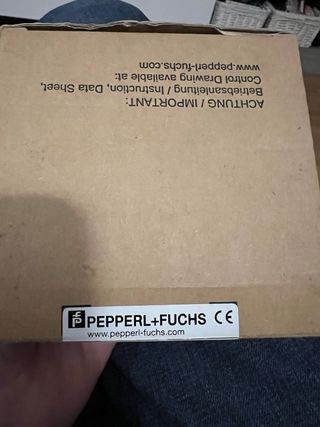 ACHTUNG / IMPORTANT:
Betriebsanleitung / Instruction, Data Sheet,
Control Drawing available at:
www.pepperl-fuchs.com
PEPPERL+FUCHS CE
www.pepperl-fuchs.com